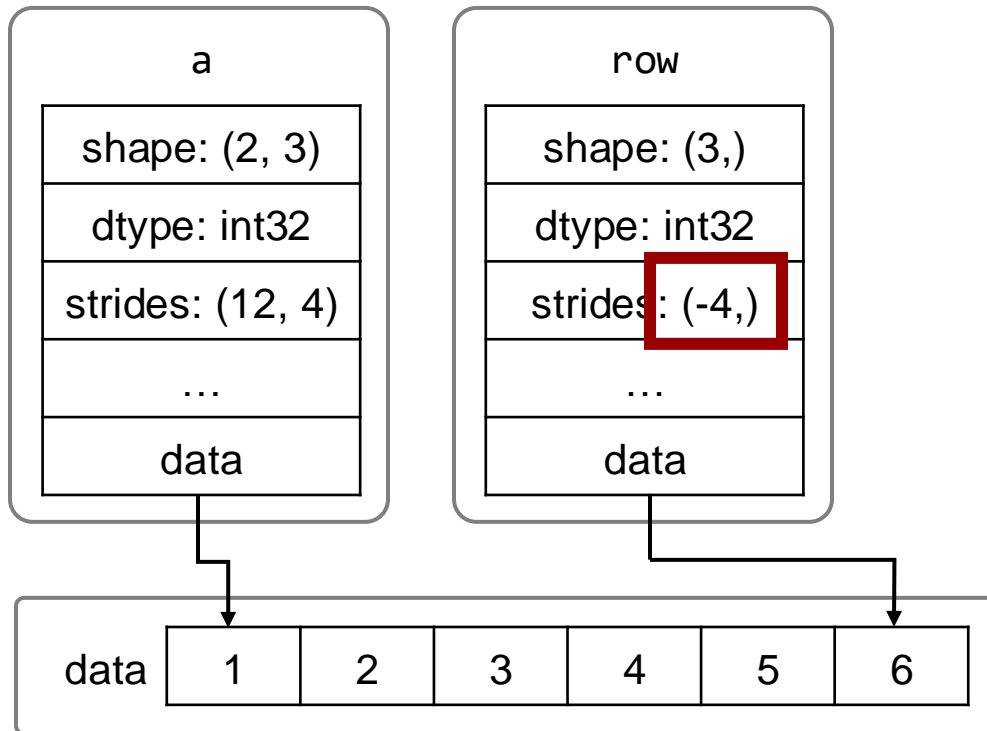 a
shape: (2, 3)
dtype: int32
strides: (12, 4)
…
data
row
shape: (3,)
dtype: int32
strides: (-4,)
…
data
data 1 2 3 4 5 6